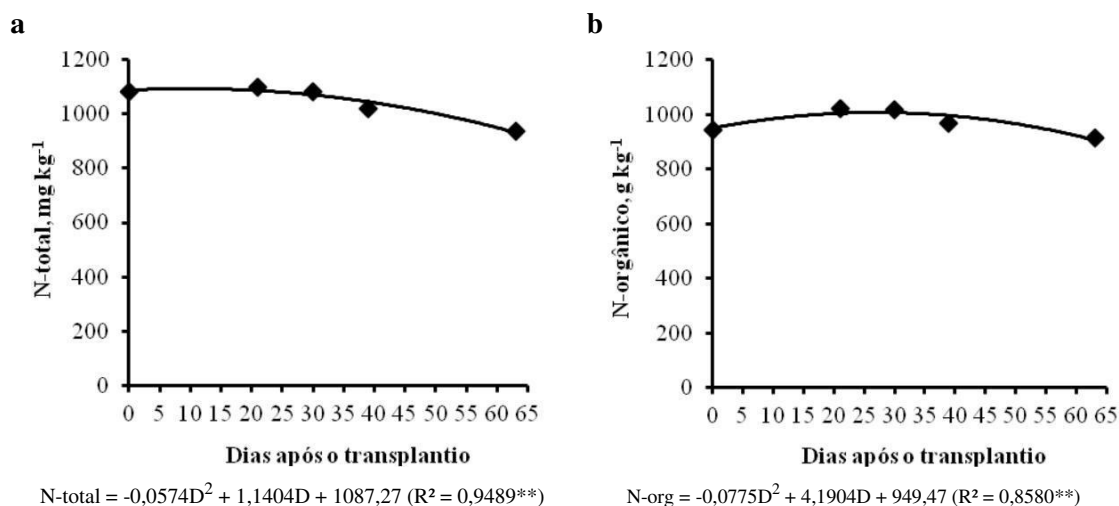 a
1200
1000
800
600
400
200
0
N-total, mg kg⁻¹
0 5 10 15 20 25 30 35 40 45 50 55 60 65
Dias após o transplantio
N-total = -0,0574D² + 1,1404D + 1087,27 (R² = 0,9489**)
b
1200
1000
800
600
400
200
0
N-orgânico, g kg⁻¹
0 5 10 15 20 25 30 35 40 45 50 55 60 65
Dias após o transplantio
N-org = -0,0775D² + 4,1904D + 949,47 (R² = 0,8580**)